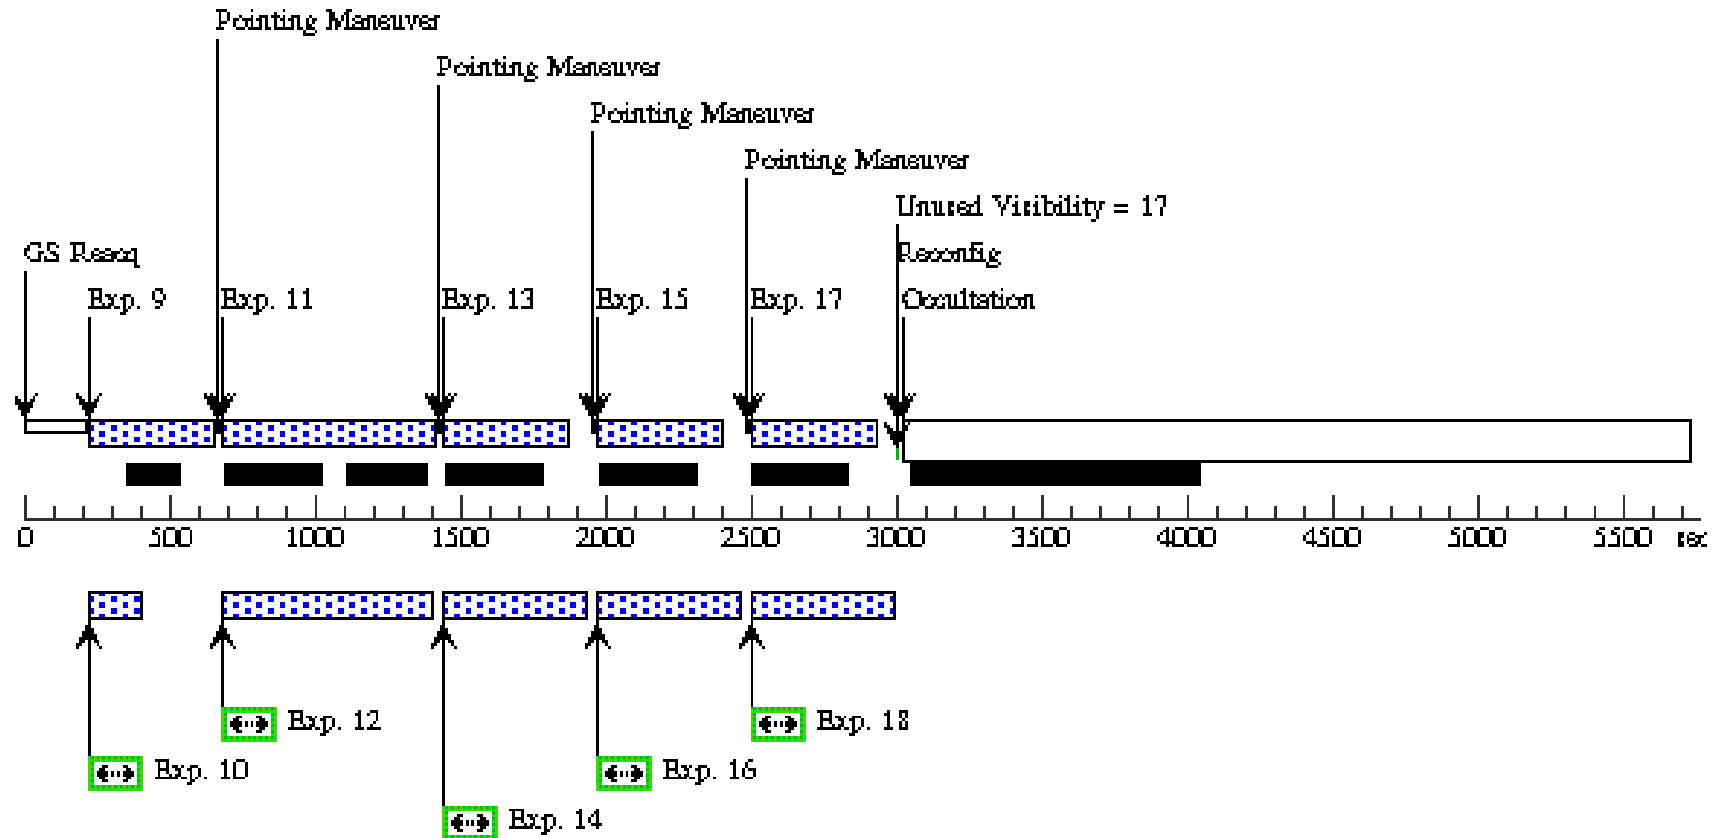 Pointing Maneuver
Pointing Maneuver
Pointing Maneuver
Pointing Maneuver
Unused Visibility = 17
GS Reacq
Reconfig
Exp. 9
Exp. 11
Exp. 13
Exp. 15
Exp. 17
Occultation
0 500 1000 1500 2000 2500 3000 3500 4000 4500 5000 5500 sec
Exp. 12
Exp. 18
Exp. 10
Exp. 16
Exp. 14